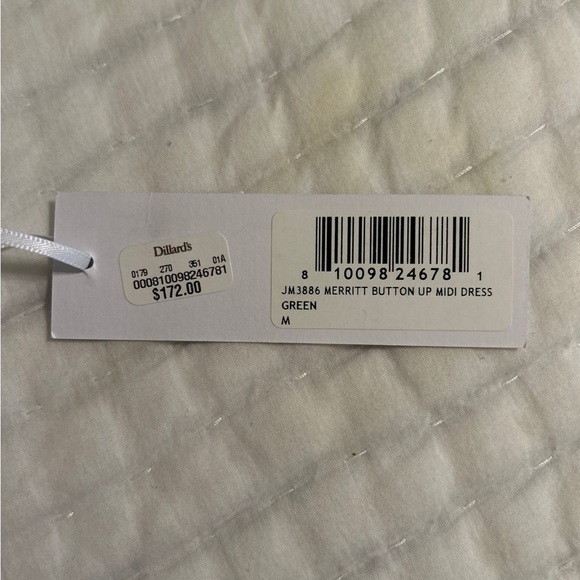 Dillard's
0179 270 351 01A
000810098246781
$172.00
8 10098 24678 1
JM3886 MERRITT BUTTON UP MIDI DRESS
GREEN
M